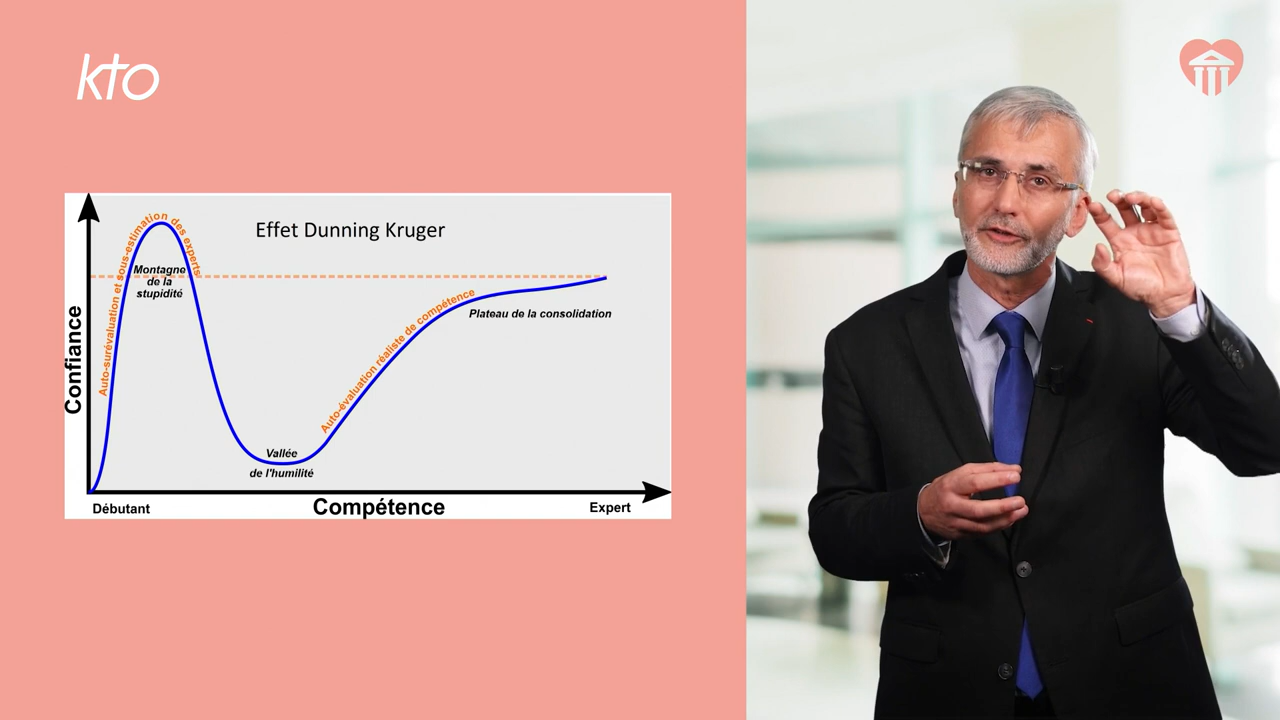 kto
Effet Dunning Kruger
Auto-surévaluation et sous-estimation des experts
Montagne
de la
stupidité
Confiance
Auto-évaluation réaliste de compétence
Plateau de la consolidation
Vallée
de l'humilité
Débutant
Compétence
Expert